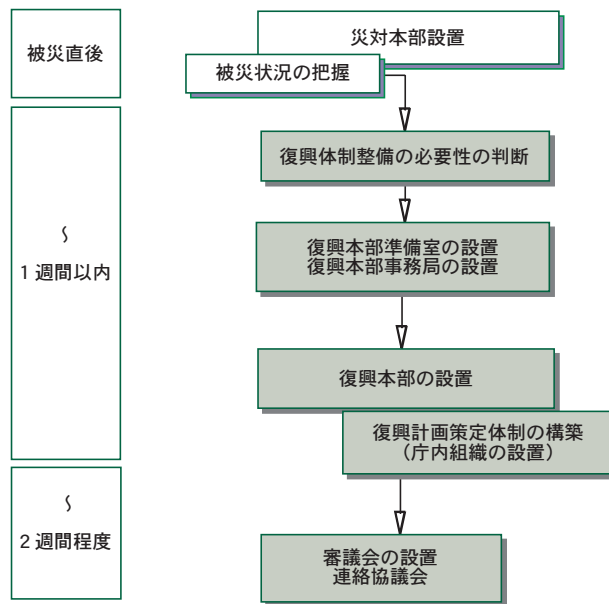 被災直後
災対本部設置
被災状況の把握
復興体制整備の必要性の判断
～
1週間以内
復興本部準備室の設置
復興本部事務局の設置
復興本部の設置
復興計画策定体制の構築
（庁内組織の設置）
～
2週間程度
審議会の設置
連絡協議会